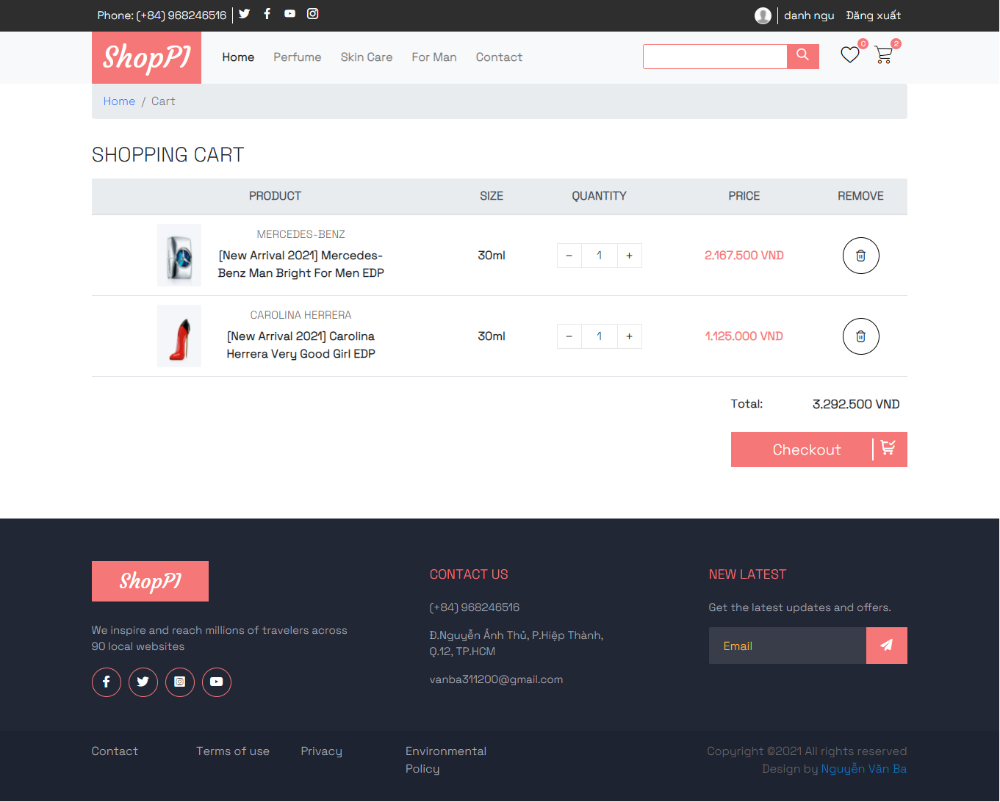 Phone: (+84) 968246516
danh ngu Đăng xuất
ShopPI
Home Perfume Skin Care For Man Contact
0 2
Home / Cart
SHOPPING CART
PRODUCT SIZE QUANTITY PRICE REMOVE
MERCEDES-BENZ
[New Arrival 2021] Mercedes-
Benz Man Bright For Men EDP
30ml − 1 + 2.167.500 VND
CAROLINA HERRERA
[New Arrival 2021] Carolina
Herrera Very Good Girl EDP
30ml − 1 + 1.125.000 VND
Total: 3.292.500 VND
Checkout
ShopPI
We inspire and reach millions of travelers across
90 local websites
CONTACT US
(+84) 968246516
Đ.Nguyễn Ảnh Thủ, P.Hiệp Thành,
Q.12, TP.HCM
vanba311200@gmail.com
NEW LATEST
Get the latest updates and offers.
Email
Contact Terms of use Privacy Environmental
Policy
Copyright ©2021 All rights reserved
Design by Nguyễn Văn Ba